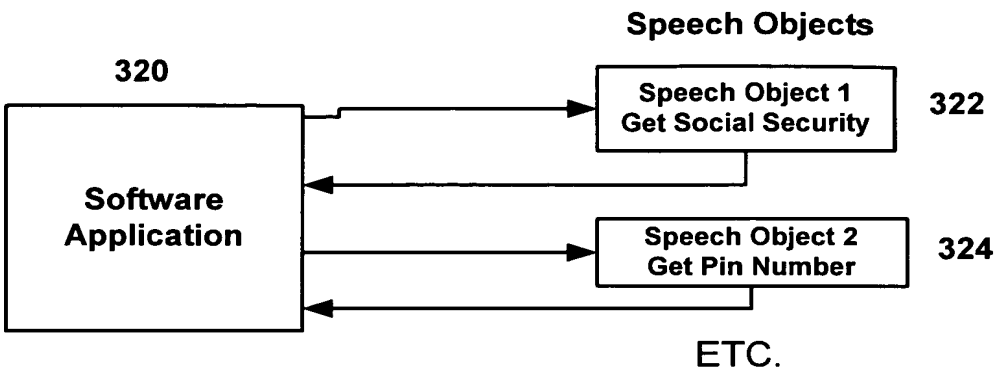 Speech Objects
320
Speech Object 1
Get Social Security
322
Software
Application
Speech Object 2
Get Pin Number
324
ETC.